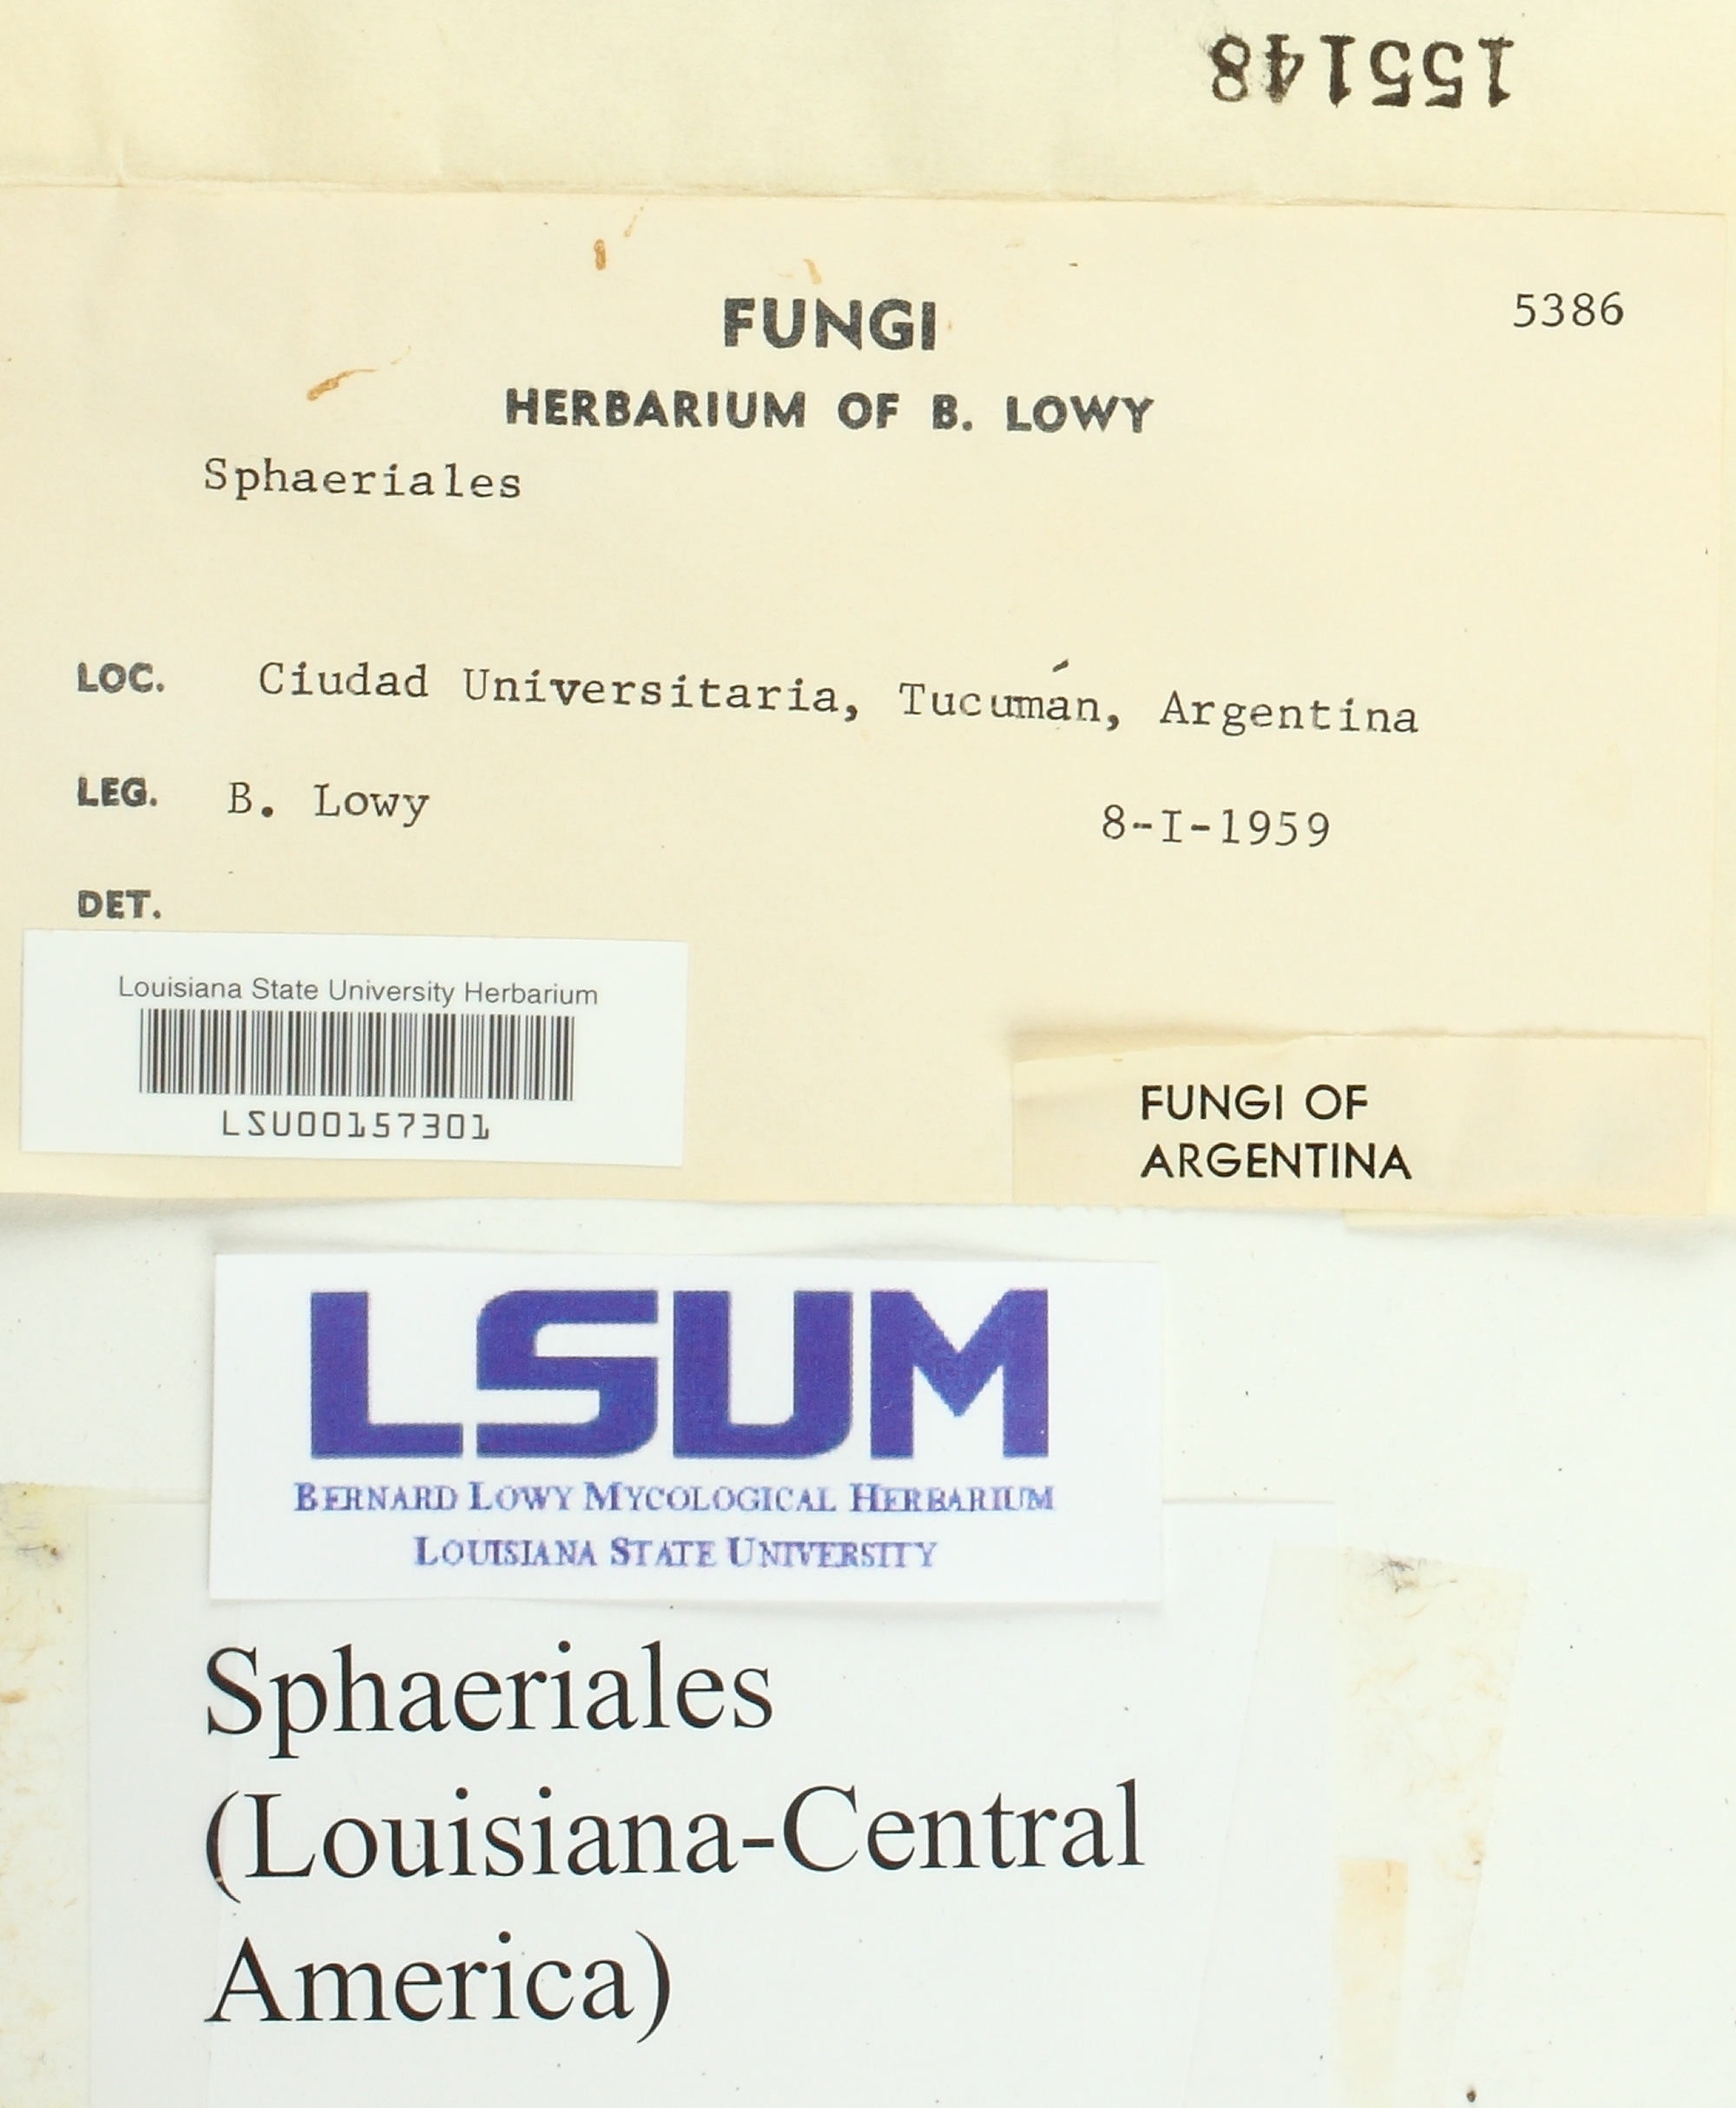 155148
FUNGI
5386
HERBARIUM OF B. LOWY
Sphaeriales
LOC. Ciudad Universitaria, Tucumán, Argentina
LEG. B. Lowy 8-I-1959
DET.
Louisiana State University Herbarium
LSU00157301
FUNGI OF
ARGENTINA
LSUM
BERNARD LOWY MYCOLOGICAL HERBARIUM
LOUISIANA STATE UNIVERSITY
Sphaeriales
(Louisiana-Central
America)